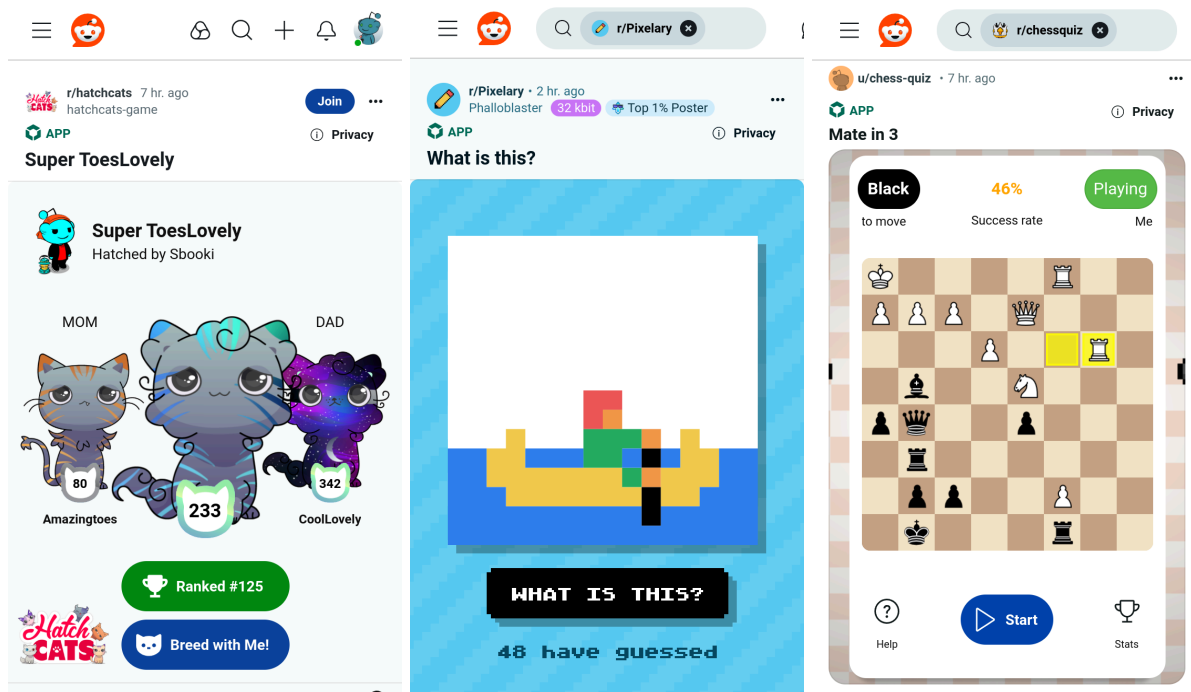 r/hatchcats 7 hr. ago
hatchcats-game
Join
APP
Privacy
Super ToesLovely
Super ToesLovely
Hatched by Sbooki
MOM
DAD
80
233
342
Amazingtoes
CoolLovely
Ranked #125
Breed with Me!
Hatch
CATS
r/Pixelary
r/Pixelary • 2 hr. ago
Phalloblaster 32 kbit Top 1% Poster
APP
Privacy
What is this?
WHAT IS THIS?
48 have guessed
r/chessquiz
u/chess-quiz • 7 hr. ago
APP
Privacy
Mate in 3
Black
46%
Playing
to move
Success rate
Me
?
Start
Help
Stats